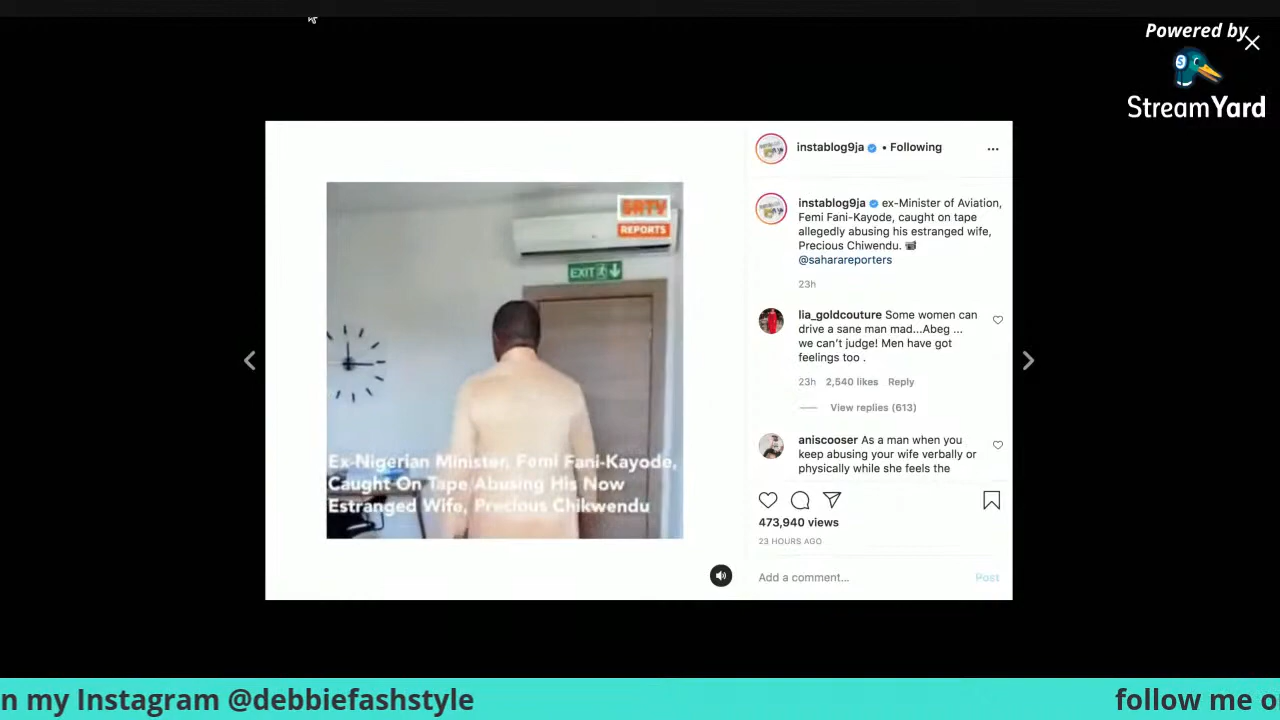 Powered by
StreamYard
instablog9ja • Following
instablog9ja ex-Minister of Aviation,
Femi Fani-Kayode, caught on tape
allegedly abusing his estranged wife,
Precious Chiwendu.
@saharareporters
23h
lia_goldcouture Some women can
drive a sane man mad...Abeg ...
we can't judge! Men have got
feelings too .
23h 2,540 likes Reply
View replies (613)
aniscooser As a man when you
keep abusing your wife verbally or
physically while she feels the
473,940 views
23 HOURS AGO
Add a comment... Post
SRTV
REPORTS
EXIT
Ex-Nigerian Minister, Femi Fani-Kayode,
Caught On Tape Abusing His Now
Estranged Wife, Precious Chikwendu
n my Instagram @debbiefashstyle
follow me o